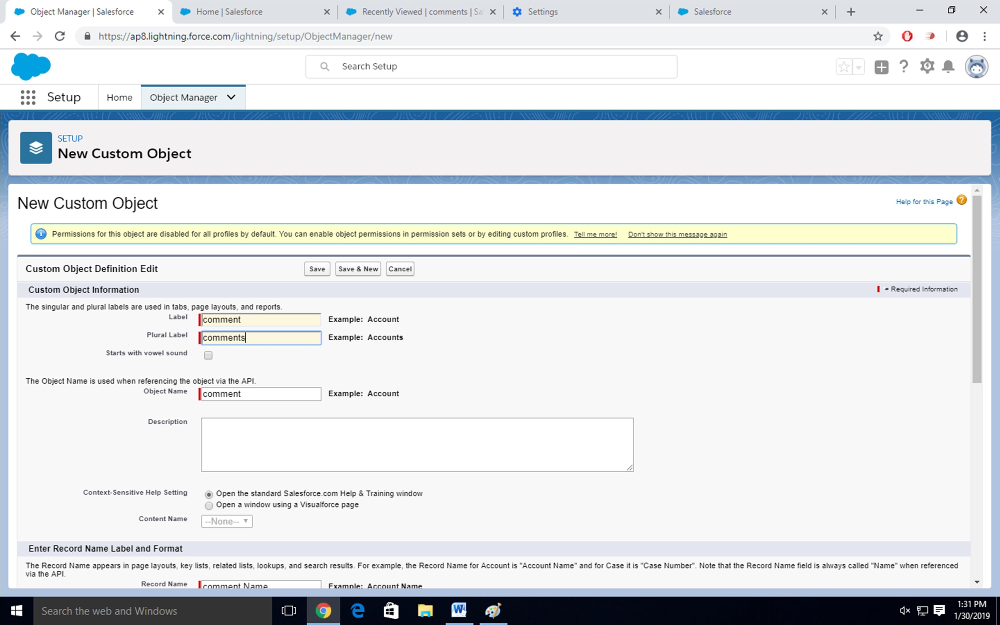 Object Manager | Salesforce
Home | Salesforce
Recently Viewed | comments | Sa
Settings
Salesforce
https://ap8.lightning.force.com/lightning/setup/ObjectManager/new
Search Setup
Setup
Home
Object Manager
SETUP
New Custom Object
New Custom Object
Help for this Page
Permissions for this object are disabled for all profiles by default. You can enable object permissions in permission sets or by editing custom profiles. Tell me more! Don't show this message again
Custom Object Definition Edit
Save
Save & New
Cancel
Custom Object Information
= Required Information
The singular and plural labels are used in tabs, page layouts, and reports.
Label
comment
Example: Account
Plural Label
comments
Example: Accounts
Starts with vowel sound
The Object Name is used when referencing the object via the API.
Object Name
comment
Example: Account
Description
Context-Sensitive Help Setting
Open the standard Salesforce.com Help & Training window
Open a window using a Visualforce page
Content Name
--None--
Enter Record Name Label and Format
The Record Name appears in page layouts, key lists, related lists, lookups, and search results. For example, the Record Name for Account is "Account Name" and for Case it is "Case Number". Note that the Record Name field is always called "Name" when referenced
via the API.
Record Name
comment Name
Example: Account Name
Search the web and Windows
1:31 PM
1/30/2019